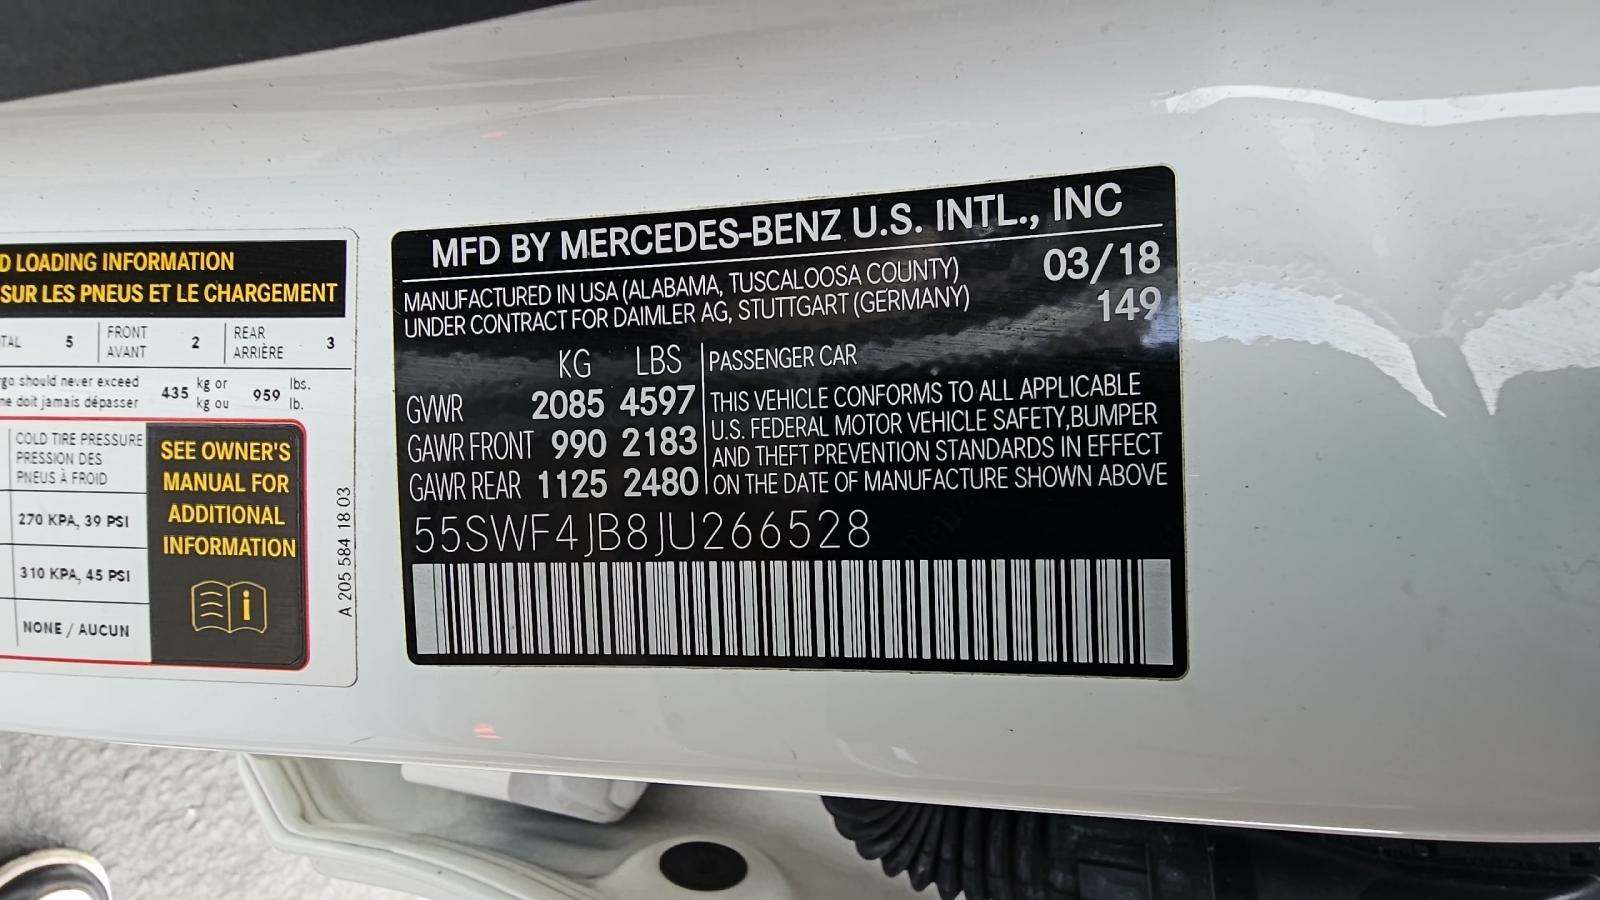 D LOADING INFORMATION
SUR LES PNEUS ET LE CHARGEMENT
TAL 5 FRONT AVANT 2 REAR ARRIÈRE 3
rgo should never exceed 435 kg or 959 lbs.
ne doit jamais dépasser kg ou lb.
COLD TIRE PRESSURE
PRESSION DES
PNEUS À FROID
270 KPA, 39 PSI
310 KPA, 45 PSI
NONE / AUCUN
SEE OWNER'S
MANUAL FOR
ADDITIONAL
INFORMATION
A 205 584 18 03
MFD BY MERCEDES-BENZ U.S. INTL., INC
MANUFACTURED IN USA (ALABAMA, TUSCALOOSA COUNTY) 03/18
UNDER CONTRACT FOR DAIMLER AG, STUTTGART (GERMANY) 149
KG LBS
GVWR 2085 4597
GAWR FRONT 990 2183
GAWR REAR 1125 2480
PASSENGER CAR
THIS VEHICLE CONFORMS TO ALL APPLICABLE
U.S. FEDERAL MOTOR VEHICLE SAFETY,BUMPER
AND THEFT PREVENTION STANDARDS IN EFFECT
ON THE DATE OF MANUFACTURE SHOWN ABOVE
55SWF4JB8JU266528